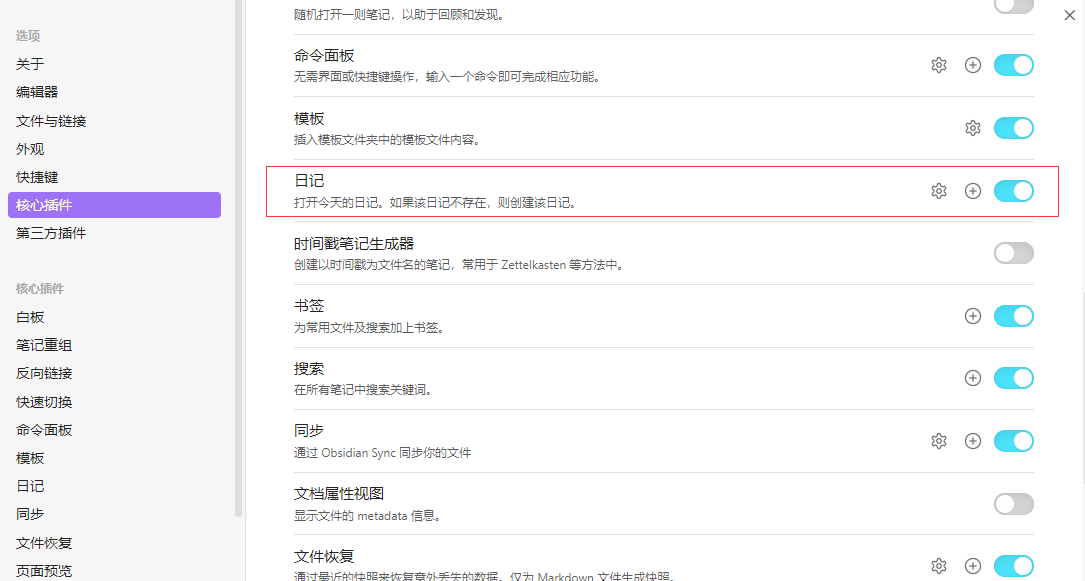 选项
关于
编辑器
文件与链接
外观
快捷键
核心插件
第三方插件
核心插件
白板
笔记重组
反向链接
快速切换
命令面板
模板
日记
同步
文件恢复
页面预览
随机打开一则笔记，以助于回顾和发现。
命令面板
无需界面或快捷键操作，输入一个命令即可完成相应功能。
模板
插入模板文件夹中的模板文件内容。
日记
打开今天的日记。如果该日记不存在，则创建该日记。
时间戳笔记生成器
创建以时间戳为文件名的笔记，常用于 Zettelkasten 等方法中。
书签
为常用文件及搜索加上书签。
搜索
在所有笔记中搜索关键词。
同步
通过 Obsidian Sync 同步你的文件
文档属性视图
显示文件的 metadata 信息。
文件恢复
通过最近的快照来恢复意外丢失的数据。仅为 Markdown 文件生成快照。